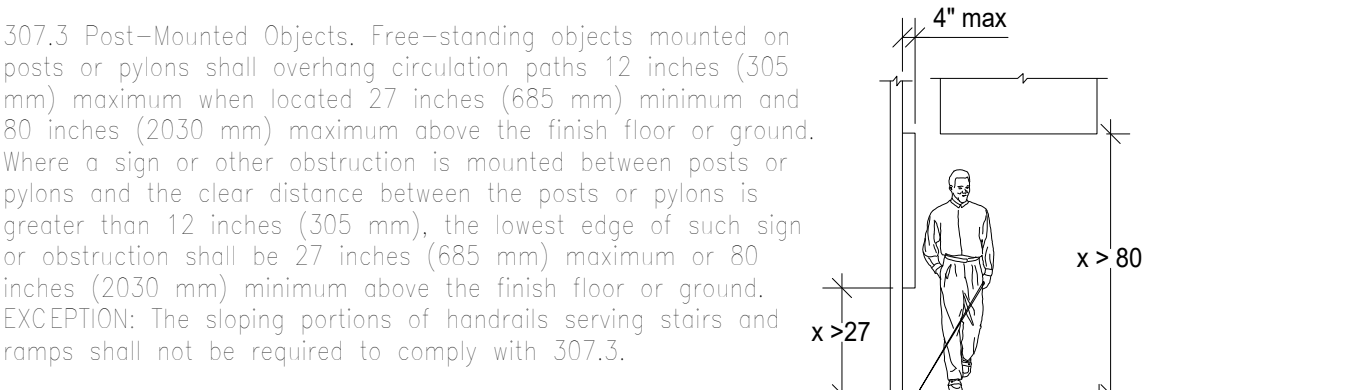 307.3 Post-Mounted Objects. Free-standing objects mounted on
posts or pylons shall overhang circulation paths 12 inches (305
mm) maximum when located 27 inches (685 mm) minimum and
80 inches (2030 mm) maximum above the finish floor or ground.
Where a sign or other obstruction is mounted between posts or
pylons and the clear distance between the posts or pylons is
greater than 12 inches (305 mm), the lowest edge of such sign
or obstruction shall be 27 inches (685 mm) maximum or 80
inches (2030 mm) minimum above the finish floor or ground.
EXCEPTION: The sloping portions of handrails serving stairs and
ramps shall not be required to comply with 307.3.
4" max
x > 80
x >27